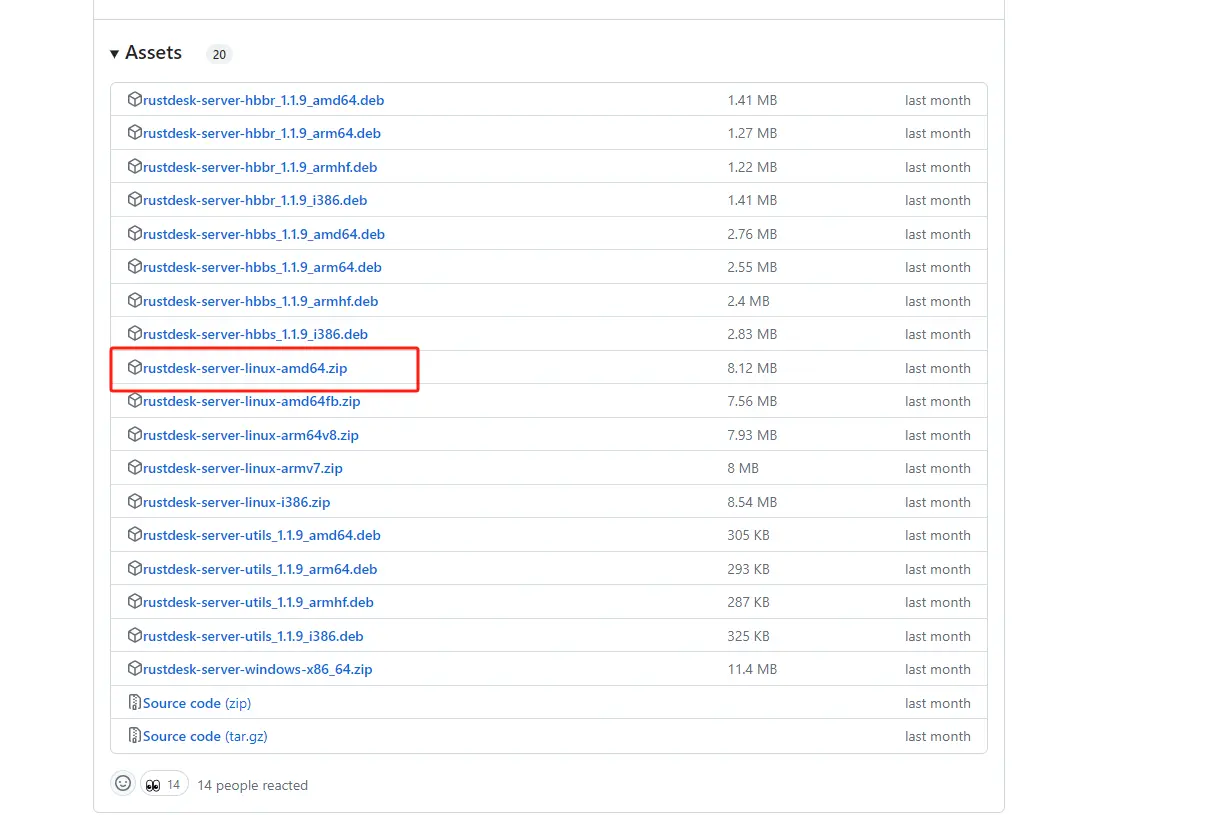 Assets 20
rustdesk-server-hbbr_1.1.9_amd64.deb 1.41 MB last month
rustdesk-server-hbbr_1.1.9_arm64.deb 1.27 MB last month
rustdesk-server-hbbr_1.1.9_armhf.deb 1.22 MB last month
rustdesk-server-hbbr_1.1.9_i386.deb 1.41 MB last month
rustdesk-server-hbbs_1.1.9_amd64.deb 2.76 MB last month
rustdesk-server-hbbs_1.1.9_arm64.deb 2.55 MB last month
rustdesk-server-hbbs_1.1.9_armhf.deb 2.4 MB last month
rustdesk-server-hbbs_1.1.9_i386.deb 2.83 MB last month
rustdesk-server-linux-amd64.zip 8.12 MB last month
rustdesk-server-linux-amd64fb.zip 7.56 MB last month
rustdesk-server-linux-arm64v8.zip 7.93 MB last month
rustdesk-server-linux-armv7.zip 8 MB last month
rustdesk-server-linux-i386.zip 8.54 MB last month
rustdesk-server-utils_1.1.9_amd64.deb 305 KB last month
rustdesk-server-utils_1.1.9_arm64.deb 293 KB last month
rustdesk-server-utils_1.1.9_armhf.deb 287 KB last month
rustdesk-server-utils_1.1.9_i386.deb 325 KB last month
rustdesk-server-windows-x86_64.zip 11.4 MB last month
Source code (zip) last month
Source code (tar.gz) last month
14 14 people reacted